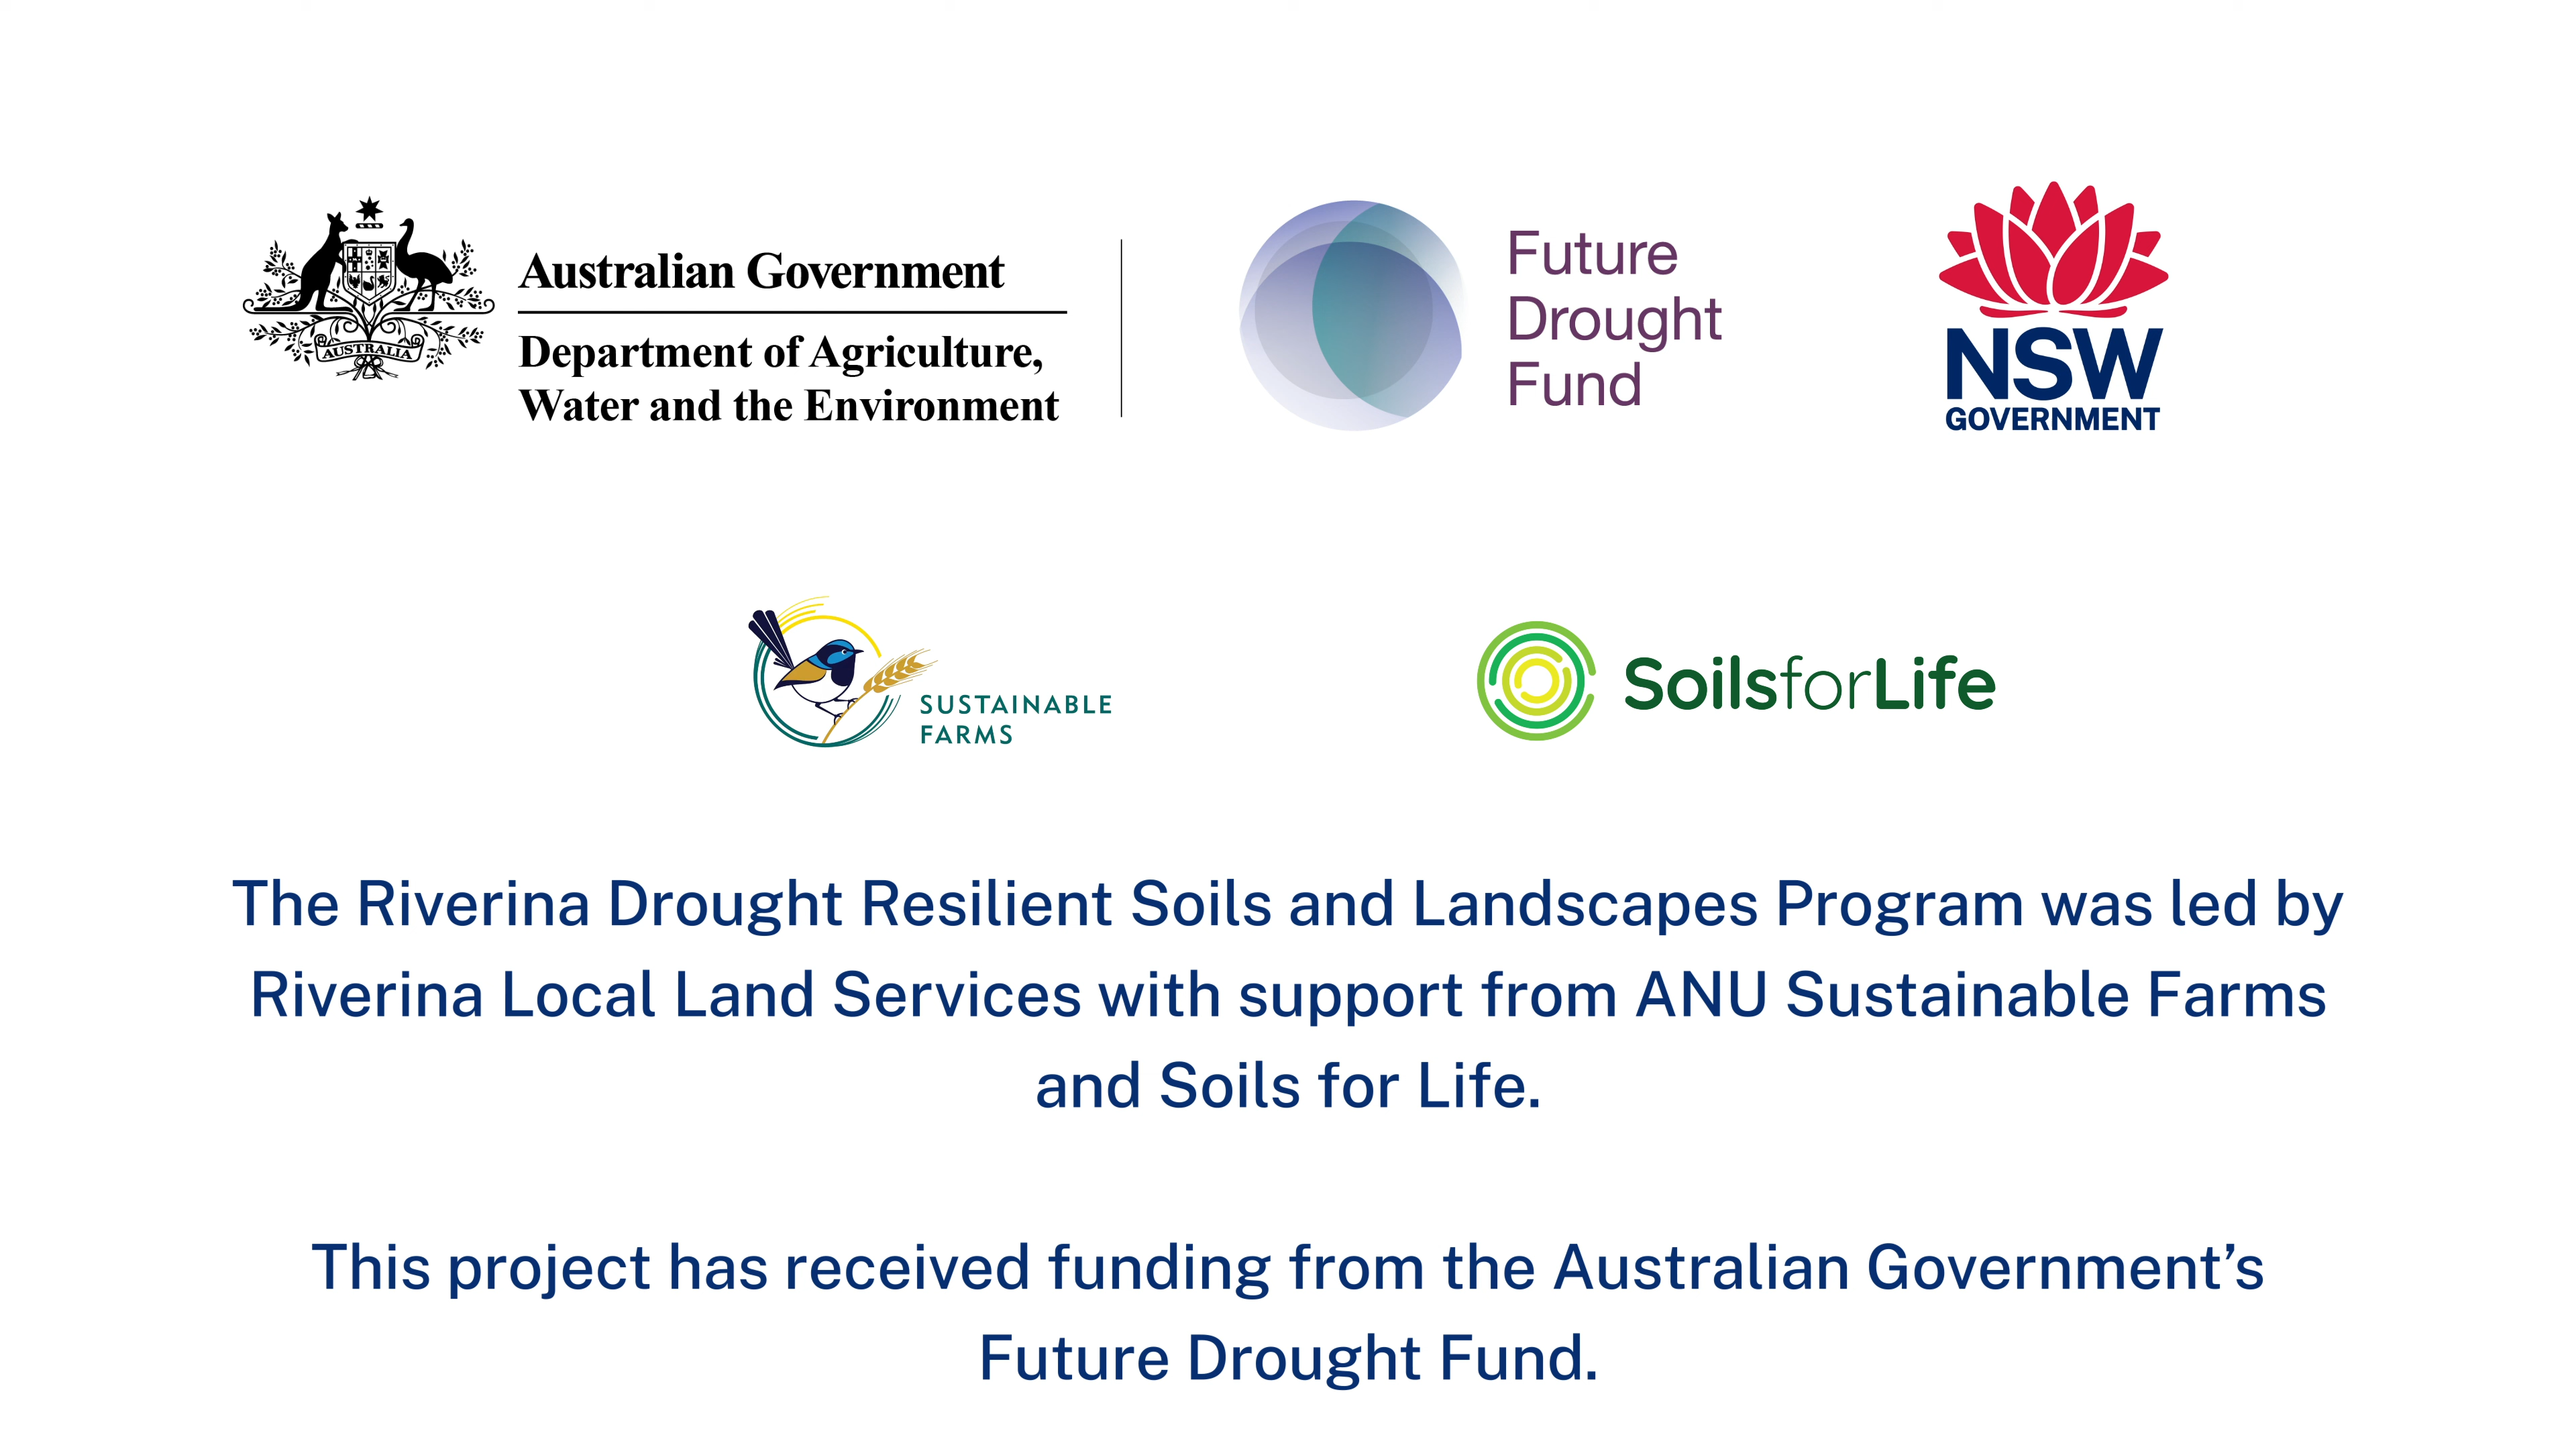 Australian Government
Department of Agriculture,
Water and the Environment
AUSTRALIA
Future
Drought
Fund
NSW
GOVERNMENT
SUSTAINABLE
FARMS
SoilsforLife
The Riverina Drought Resilient Soils and Landscapes Program was led by
Riverina Local Land Services with support from ANU Sustainable Farms
and Soils for Life.
This project has received funding from the Australian Government’s
Future Drought Fund.